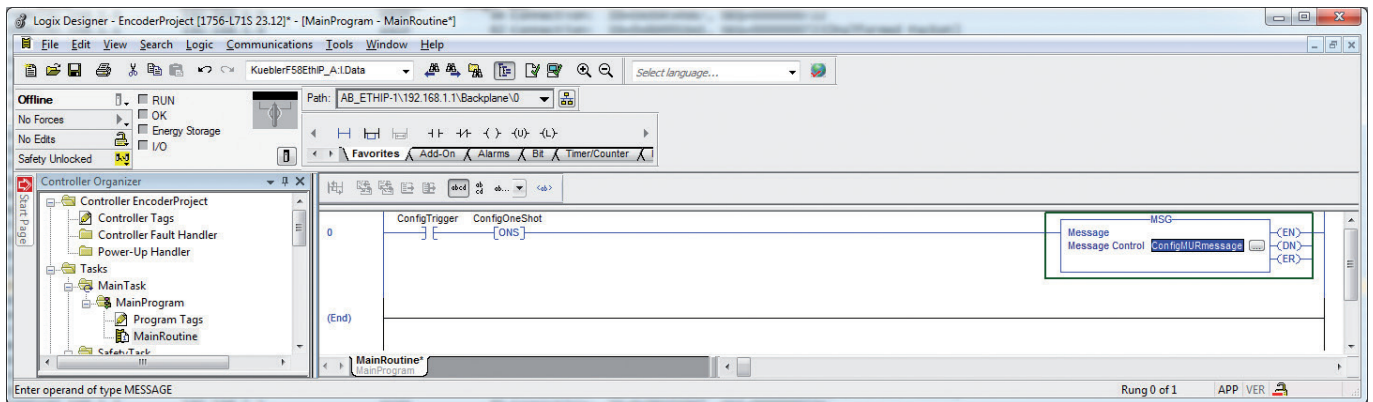 Logix Designer - EncoderProject [1756-L71S 23.12]* - [MainProgram - MainRoutine*]
File Edit View Search Logic Communications Tools Window Help
KueblerF58EthIP_A:I.Data Select language...
Offline RUN
No Forces OK
No Edits Energy Storage
Safety Unlocked I/O
Path: AB_ETHIP-1\192.168.1.1\Backplane\0
Favorites Add-On Alarms Bit Timer/Counter
Start Page
Controller Organizer
Controller EncoderProject
Controller Tags
Controller Fault Handler
Power-Up Handler
Tasks
MainTask
MainProgram
Program Tags
MainRoutine
SafetyTask
ConfigTrigger ConfigOneShot
0 ONS
MSG
Message EN
Message Control ConfigMURmessage ... DN
ER
(End)
MainRoutine*
MainProgram
Enter operand of type MESSAGE Rung 0 of 1 APP VER